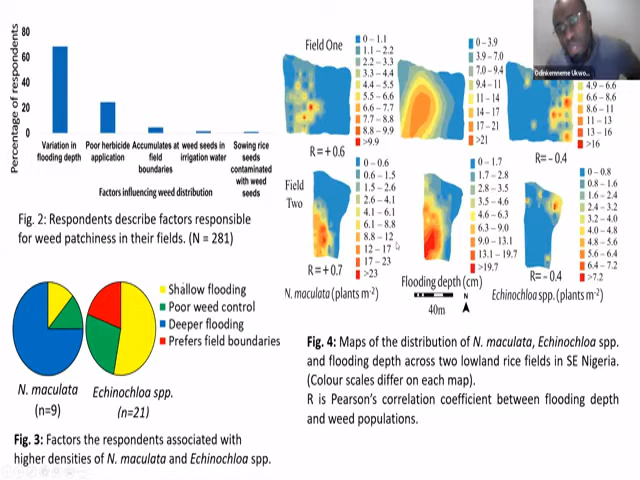 Percentage of respondents
80
60
40
20
0
Variation in flooding depth
Poor herbicide application
Accumulates at field boundaries
weed seeds in irrigation water
Sowing rice seeds contaminated with weed seeds
Factors influencing weed distribution
Fig. 2: Respondents describe factors responsible
for weed patchiness in their fields. (N = 281)
Shallow flooding
Poor weed control
Deeper flooding
Prefers field boundaries
N. maculata
(n=9)
Echinochloa spp.
(n=21)
Fig. 3: Factors the respondents associated with
higher densities of N. maculata and Echinochloa spp.
Field One
0 – 1.1
1.1 – 2.2
2.2 – 3.3
3.3 – 4.4
4.4 – 5.5
5.5 – 6.6
6.6 – 7.7
7.7 – 8.8
8.8 – 9.9
>9.9
R = + 0.6
0 – 3.9
3.9 – 7.0
7.0 – 9.4
9.4 – 11
11 – 14
14 – 17
17 – 21
>21
Odinkemmeme Ukwo...
4.9 – 6.6
6.6 – 8.6
8.6 – 11
11 – 13
13 – 16
>16
R= – 0.4
Field
Two
0 – 0.6
0.6 – 1.5
1.5 – 2.6
2.6 – 4.1
4.1 – 6.1
6.1 – 8.8
8.8 – 12
12 – 17
17 – 23
>23
R = + 0.7
0 – 1.7
1.7 – 2.8
2.8 – 3.5
3.5 – 4.6
4.6 – 6.3
6.3 – 9.0
9.0 – 13.1
13.1 – 19.7
>19.7
0 – 0.8
0.8 – 1.6
1.6 – 2.4
2.4 – 3.2
3.2 – 4.0
4.0 – 4.8
4.8 – 5.6
5.6 – 6.4
6.4 – 7.2
>7.2
R= – 0.4
N. maculata (plants m-2)
Flooding depth (cm)
40m
N
Echinochloa spp. (plants m-2)
Fig. 4: Maps of the distribution of N. maculata, Echinochloa spp.
and flooding depth across two lowland rice fields in SE Nigeria.
(Colour scales differ on each map).
R is Pearson's correlation coefficient between flooding depth
and weed populations.